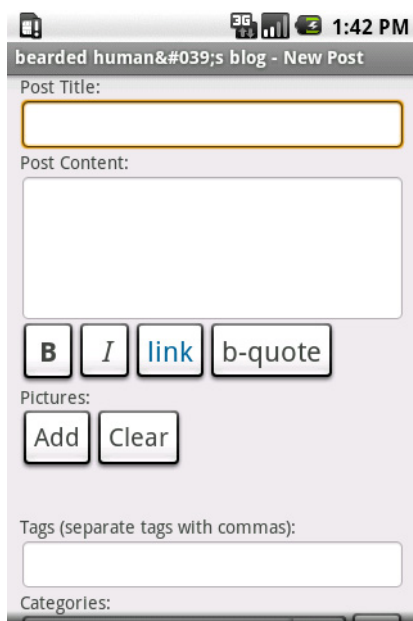 3G 1:42 PM
bearded human&#039;s blog - New Post
Post Title:
Post Content:
B I link b-quote
Pictures:
Add Clear
Tags (separate tags with commas):
Categories: